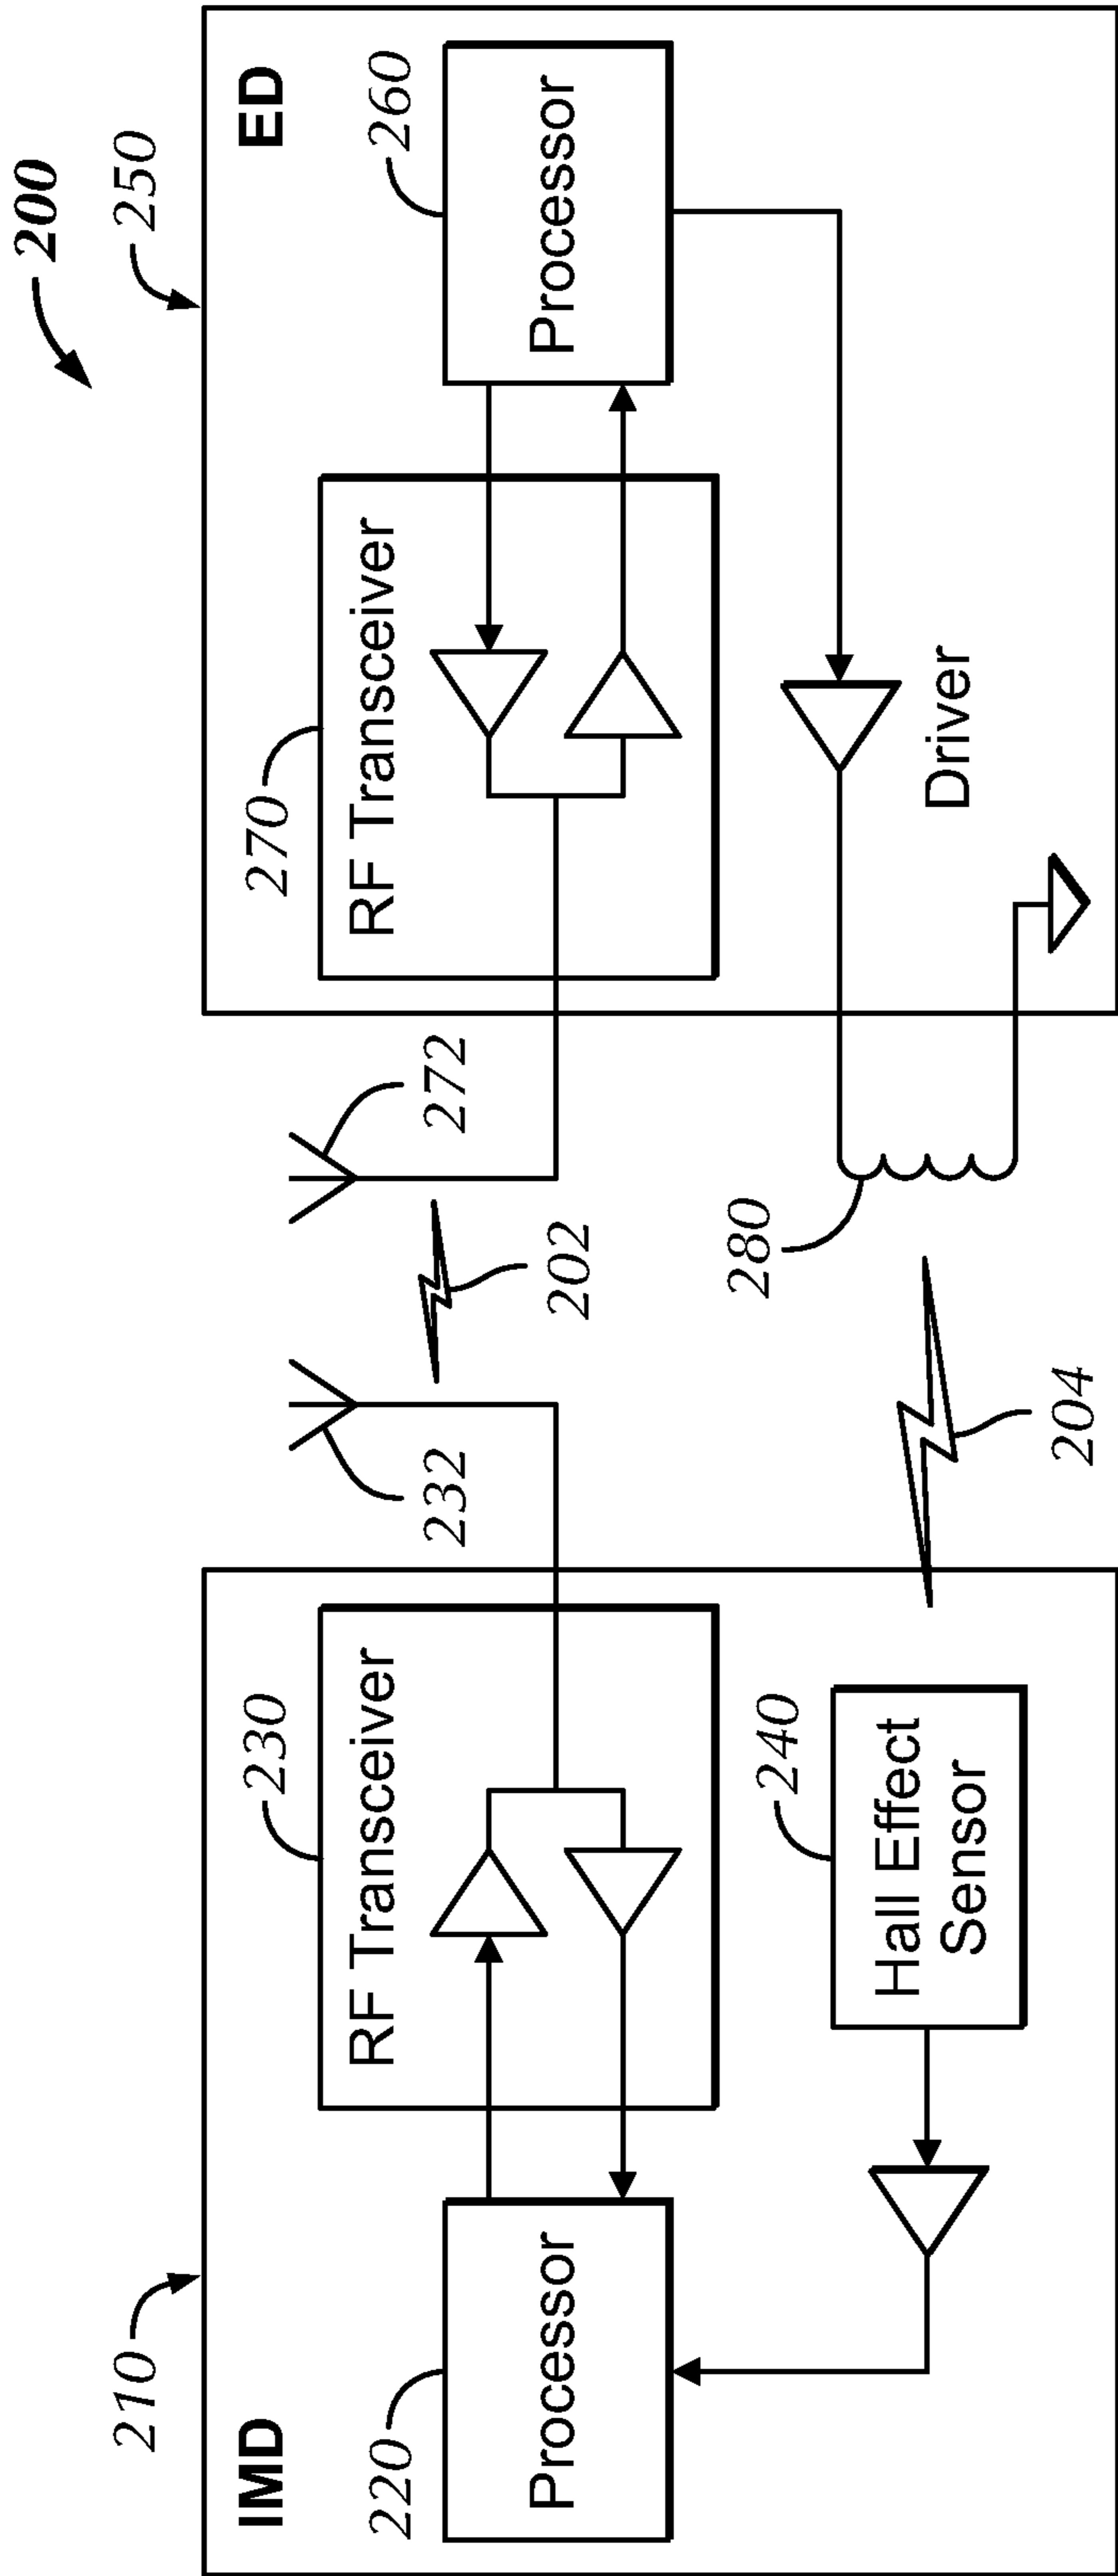 200
210
IMD
220
Processor
230
RF Transceiver
240
Hall Effect
Sensor
232
202
272
204
280
250
ED
270
RF Transceiver
260
Processor
Driver